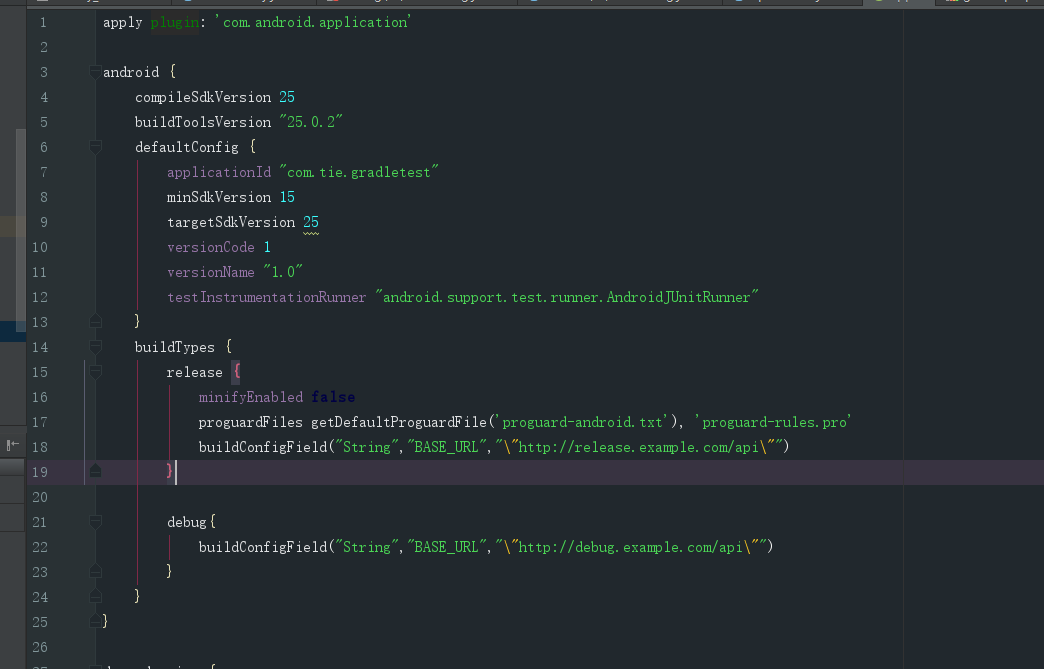 1 apply plugin: 'com.android.application'
2
3 android {
4 compileSdkVersion 25
5 buildToolsVersion "25.0.2"
6 defaultConfig {
7 applicationId "com.tie.gradletest"
8 minSdkVersion 15
9 targetSdkVersion 25
10 versionCode 1
11 versionName "1.0"
12 testInstrumentationRunner "android.support.test.runner.AndroidJUnitRunner"
13 }
14 buildTypes {
15 release {
16 minifyEnabled false
17 proguardFiles getDefaultProguardFile('proguard-android.txt'), 'proguard-rules.pro'
18 buildConfigField("String","BASE_URL","\"http://release.example.com/api\"")
19 }
20
21 debug{
22 buildConfigField("String","BASE_URL","\"http://debug.example.com/api\"")
23 }
24 }
25 }
26